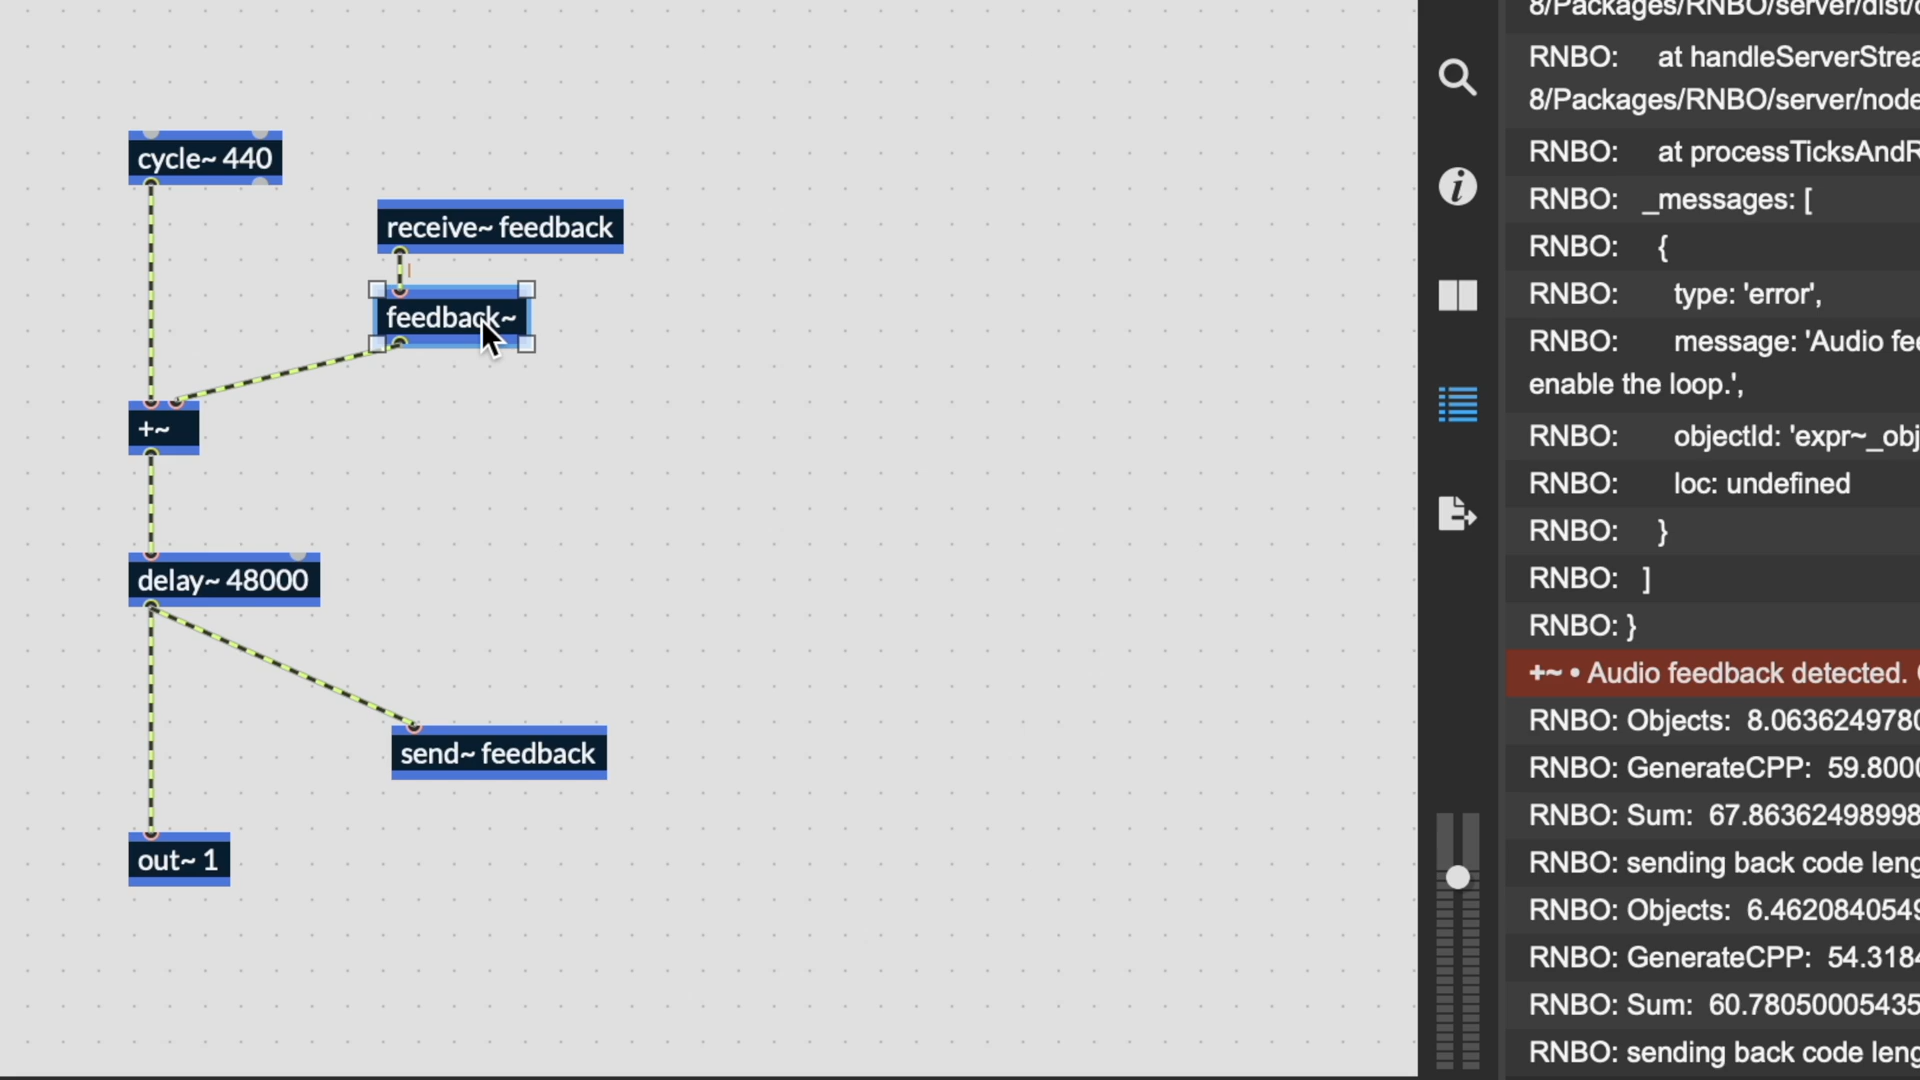 cycle~ 440
receive~ feedback
feedback~
+~
delay~ 48000
send~ feedback
out~ 1
8/Packages/RNBO/server/dist/
RNBO: at handleServerStrea
8/Packages/RNBO/server/node
RNBO: at processTicksAndR
RNBO: _messages: [
RNBO: {
RNBO: type: 'error',
RNBO: message: 'Audio fee
enable the loop.',
RNBO: objectId: 'expr~_obj
RNBO: loc: undefined
RNBO: }
RNBO: ]
RNBO: }
+~ • Audio feedback detected.
RNBO: Objects: 8.0636249780
RNBO: GenerateCPP: 59.8000
RNBO: Sum: 67.86362498998
RNBO: sending back code leng
RNBO: Objects: 6.4620840549
RNBO: GenerateCPP: 54.3184
RNBO: Sum: 60.78050005435
RNBO: sending back code leng